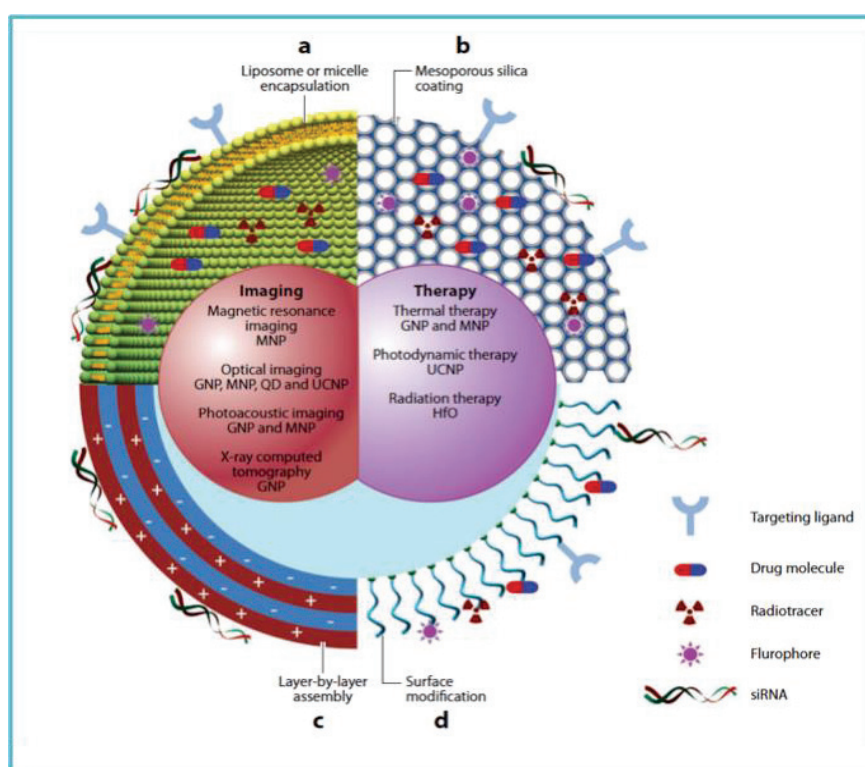 a
Liposome or micelle
encapsulation
b
Mesoporous silica
coating
Imaging
Magnetic resonance
imaging
MNP
Optical imaging
GNP, MNP, QD and UCNP
Photoacoustic imaging
GNP and MNP
X-ray computed
tomography
GNP
Therapy
Thermal therapy
GNP and MNP
Photodynamic therapy
UCNP
Radiation therapy
HfO
+ - + -
+ - + -
+ - + -
+ - + -
+ - + -
+ - + -
Layer-by-layer
assembly
c
Surface
modification
d
Targeting ligand
Drug molecule
Radiotracer
Flurophore
siRNA